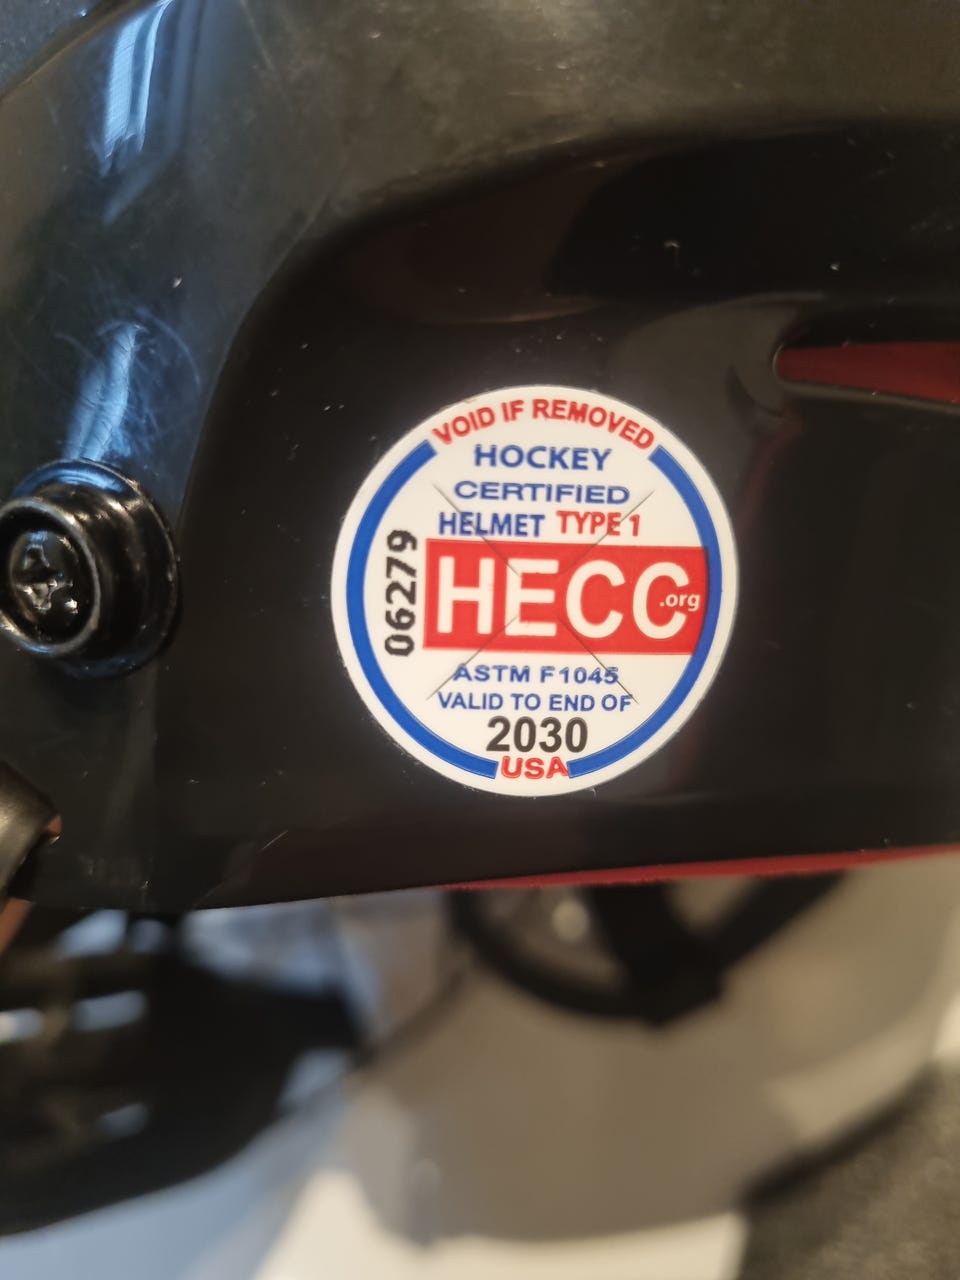 VOID IF REMOVED
HOCKEY
CERTIFIED
HELMET TYPE 1
06279
HECC.org
ASTM F1045
VALID TO END OF
2030
USA